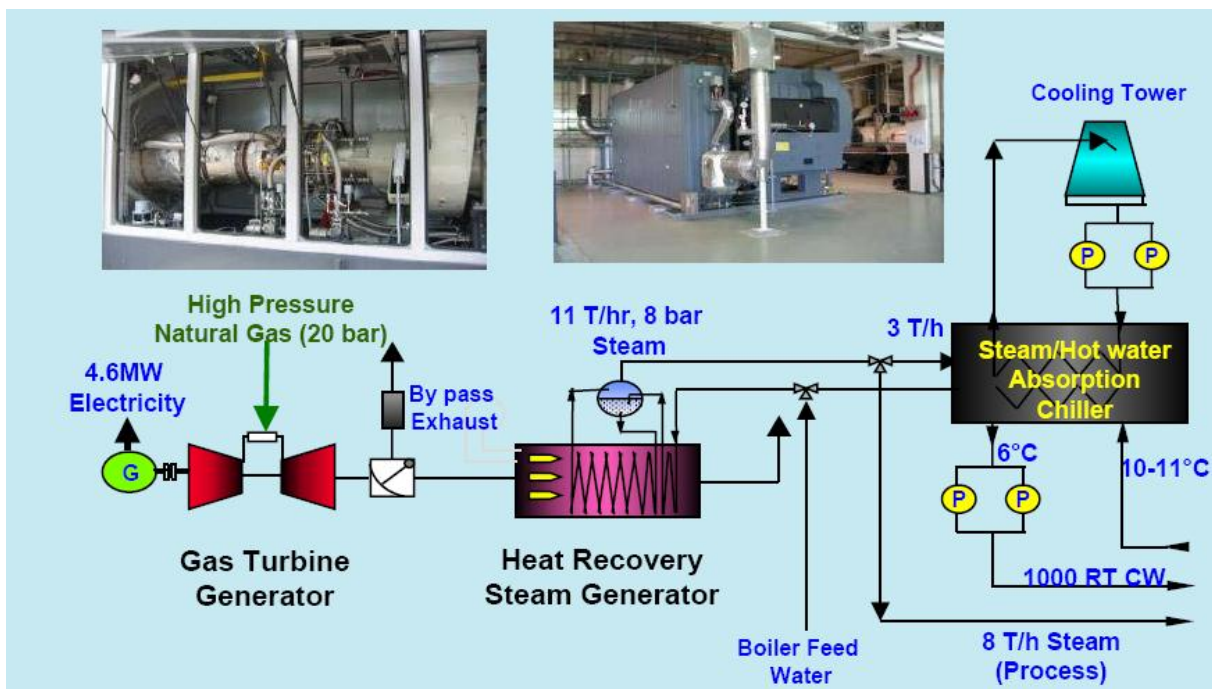 Cooling Tower
P
P
High Pressure
Natural Gas (20 bar)
4.6MW
Electricity
G
By pass
Exhaust
11 T/hr, 8 bar
Steam
3 T/h
Steam/Hot water
Absorption
Chiller
6°C
10-11°C
P
P
1000 RT CW
Gas Turbine
Generator
Heat Recovery
Steam Generator
Boiler Feed
Water
8 T/h Steam
(Process)